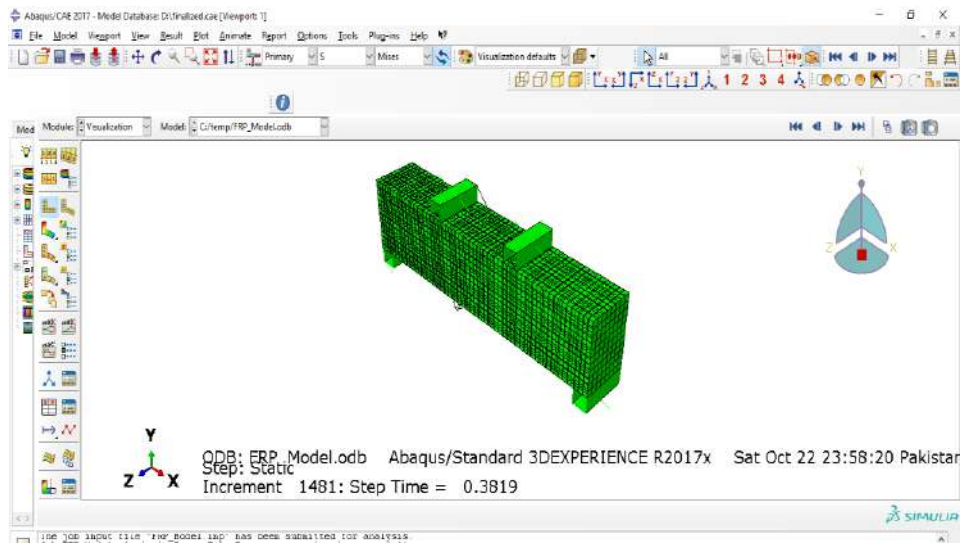 Abaqus/CAE 2017 - Model Database: D:\finalized.cae [Viewport: 1]
File Model Viewport View Result Plot Animate Report Options Tools Plug-ins Help
Primary S Mises Visualization defaults All
1 2 3 4
Mod Module: Visualization Model: C:/temp/FRP_Model.odb
Y
Z X
Y
Z X
ODB: FRP_Model.odb Abaqus/Standard 3DEXPERIENCE R2017x Sat Oct 22 23:58:20 Pakistan
Step: Static
Increment 1481: Step Time = 0.3819
SIMULIA
The job input file "FRP_Model.inp" has been submitted for analysis.